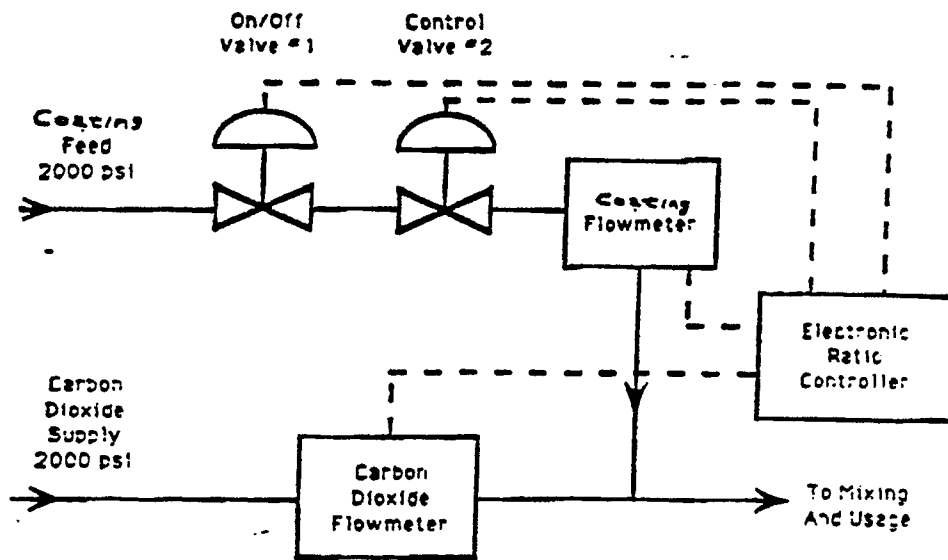 On/Off
Valve #1
Control
Valve #2
Coating
Feed
2000 psi
Coating
Flowmeter
Electronic
Ratio
Controller
Carbon
Dioxide
Supply
2000 psi
Carbon
Dioxide
Flowmeter
To Mixing
And Usage